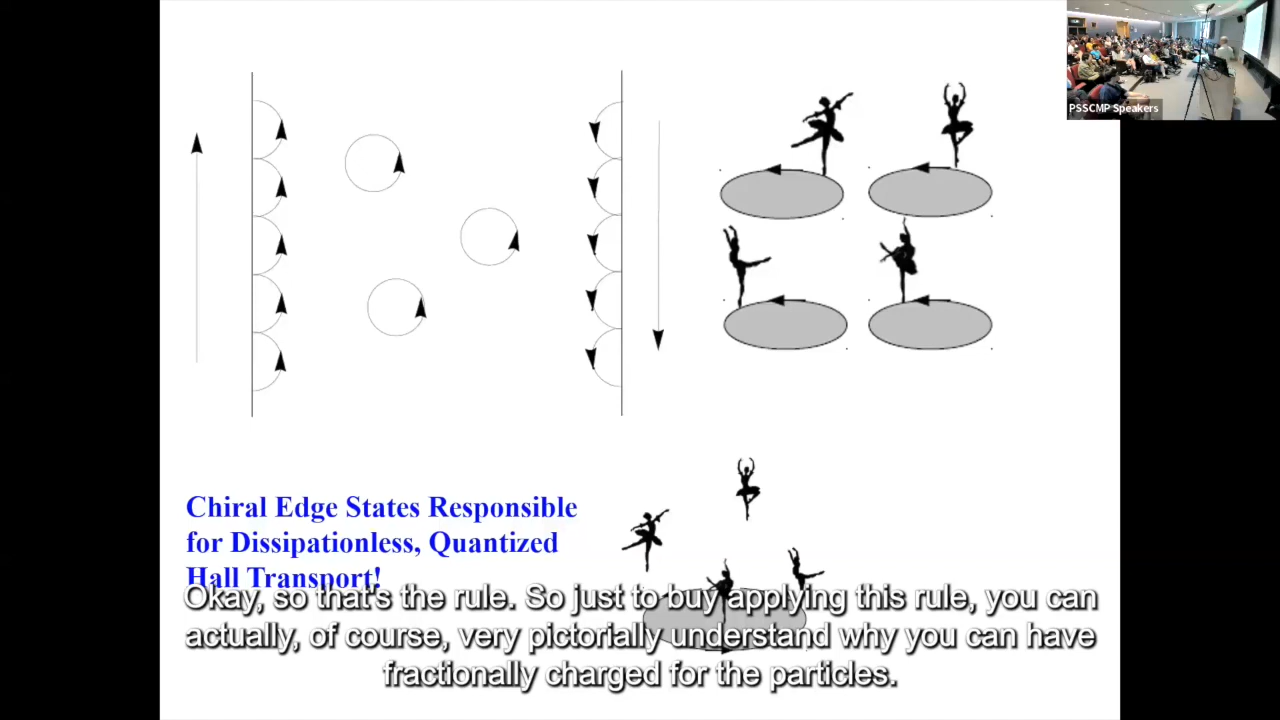 PSSCMP Speakers
Chiral Edge States Responsible
for Dissipationless, Quantized
Hall Transport!
Okay, so that's the rule. So just to buy applying this rule, you can
actually, of course, very pictorially understand why you can have
fractionally charged for the particles.